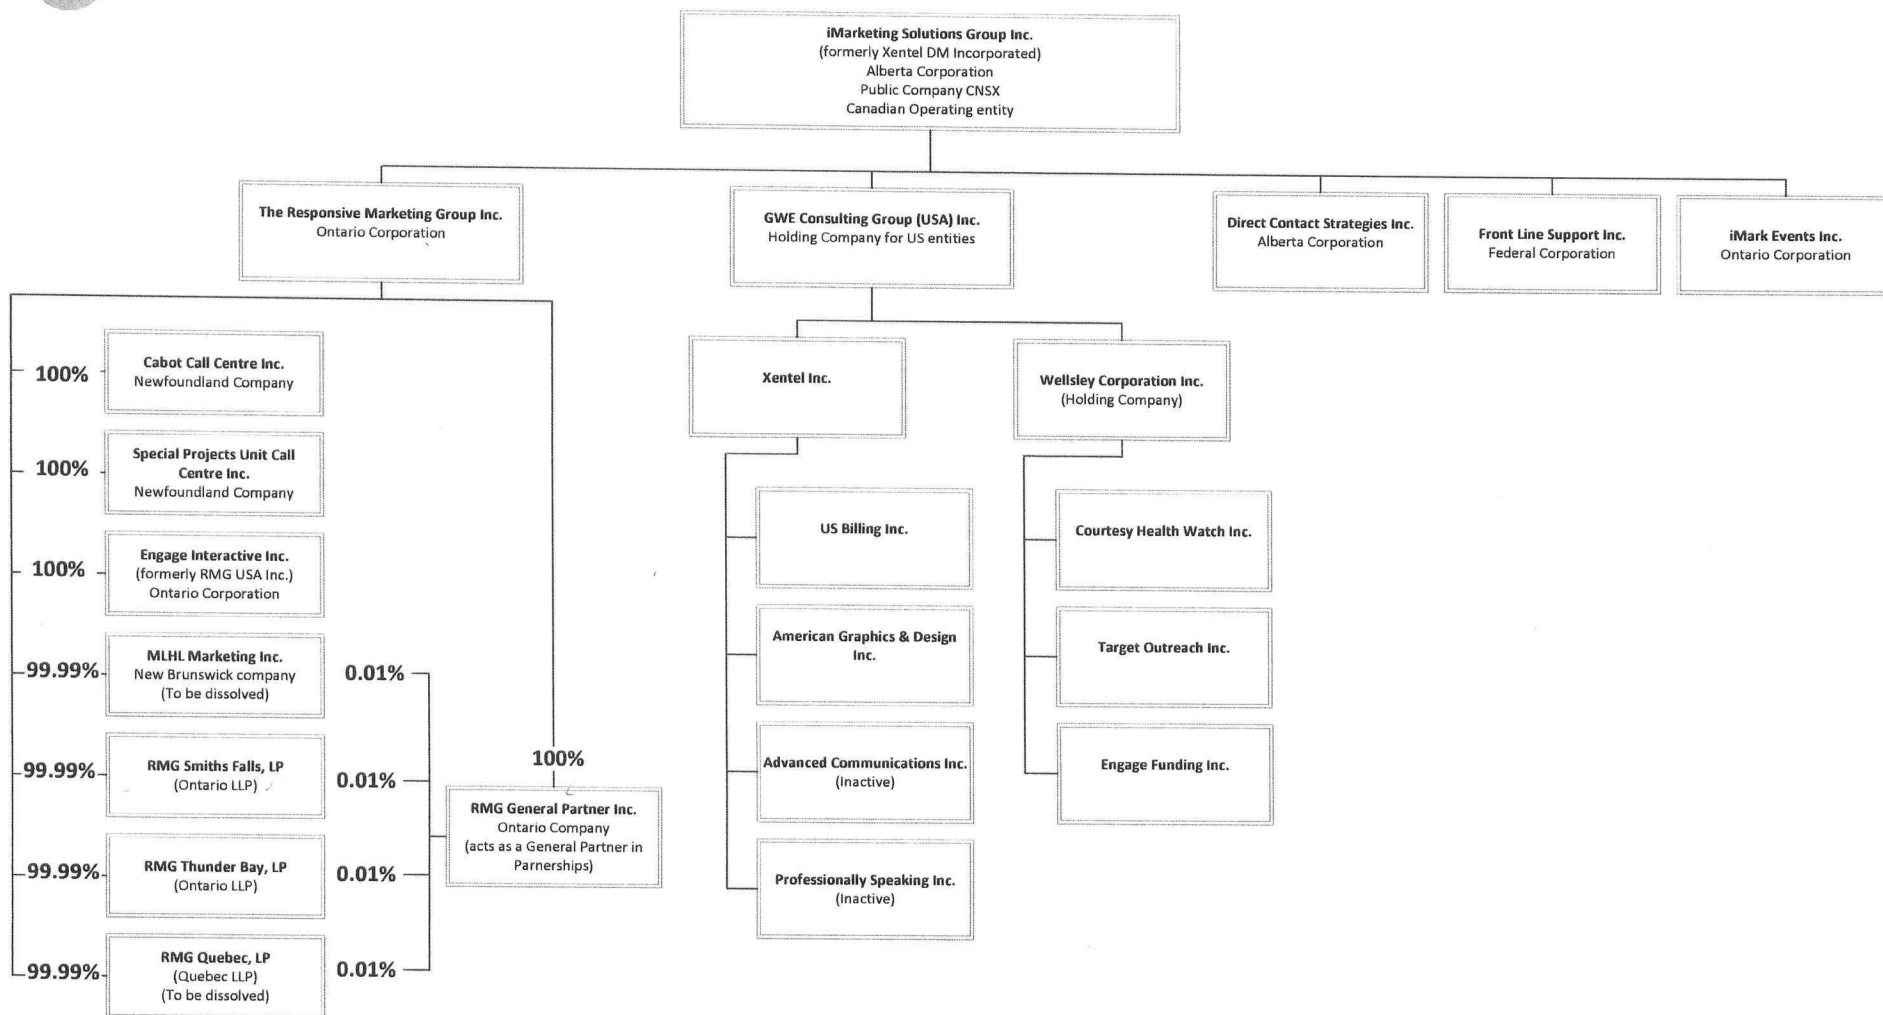 iMarketing Solutions Group Inc.
(formerly Xentel DM Incorporated)
Alberta Corporation
Public Company CNSX
Canadian Operating entity
The Responsive Marketing Group Inc.
Ontario Corporation
GWE Consulting Group (USA) Inc.
Holding Company for US entities
Direct Contact Strategies Inc.
Alberta Corporation
Front Line Support Inc.
Federal Corporation
iMark Events Inc.
Ontario Corporation
100%
Cabot Call Centre Inc.
Newfoundland Company
100%
Special Projects Unit Call
Centre Inc.
Newfoundland Company
100%
Engage Interactive Inc.
(formerly RMG USA Inc.)
Ontario Corporation
99.99%
MLHL Marketing Inc.
New Brunswick company
(To be dissolved)
0.01%
99.99%
RMG Smiths Falls, LP
(Ontario LLP)
0.01%
99.99%
RMG Thunder Bay, LP
(Ontario LLP)
0.01%
99.99%
RMG Quebec, LP
(Quebec LLP)
(To be dissolved)
0.01%
100%
RMG General Partner Inc.
Ontario Company
(acts as a General Partner in
Parnerships)
Xentel Inc.
US Billing Inc.
American Graphics & Design
Inc.
Advanced Communications Inc.
(Inactive)
Professionally Speaking Inc.
(Inactive)
Wellsley Corporation Inc.
(Holding Company)
Courtesy Health Watch Inc.
Target Outreach Inc.
Engage Funding Inc.